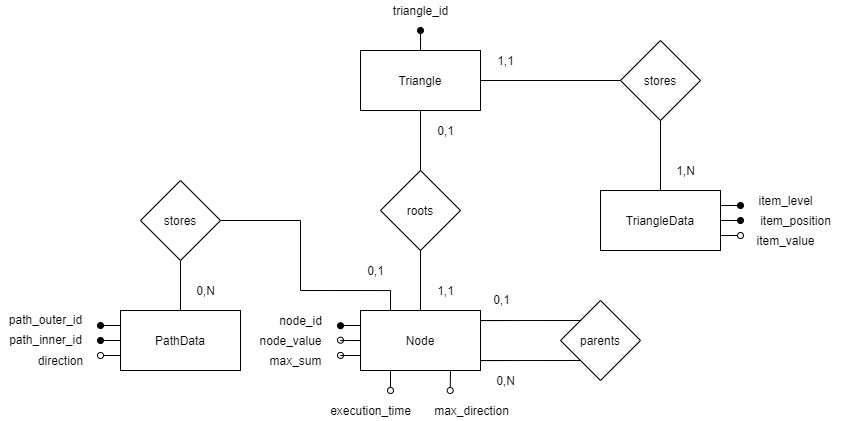 triangle_id
1,1
Triangle
stores
0,1
1,N
item_level
stores
roots
TriangleData
item_position
item_value
0,1
0,N
1,1
0,1
path_outer_id
node_id
path_inner_id
PathData
node_value
Node
parents
direction
max_sum
0,N
execution_time
max_direction